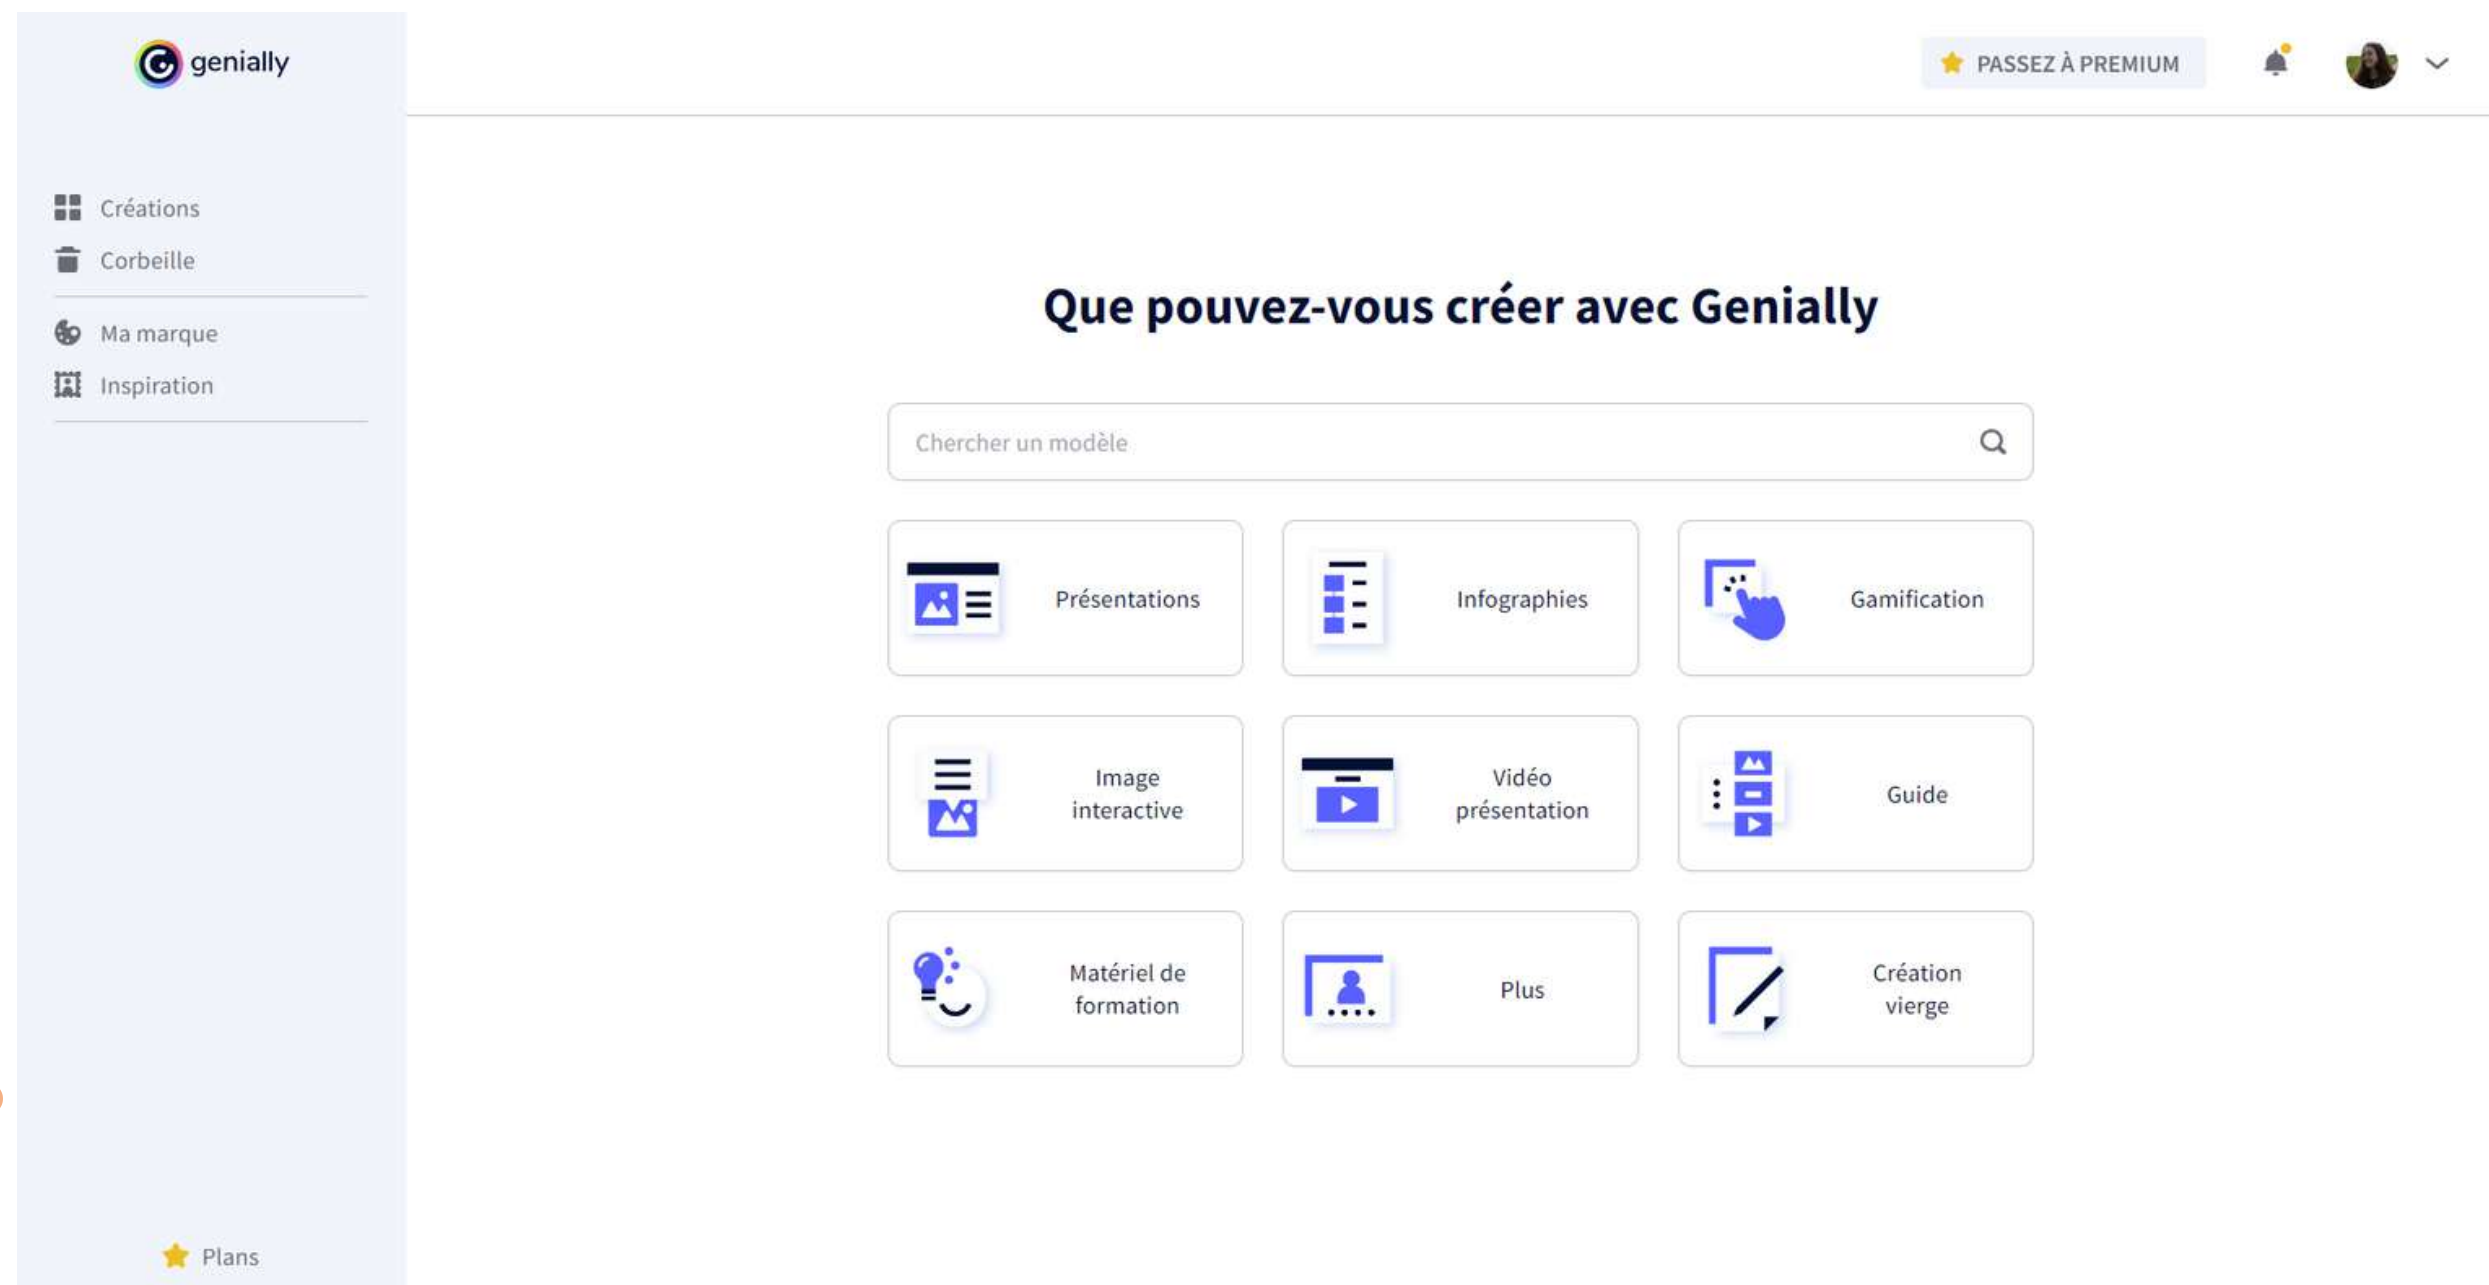 genially
PASSEZ À PREMIUM
Créations
Corbeille
Ma marque
Inspiration
Que pouvez-vous créer avec Genially
Chercher un modèle
Présentations
Infographies
Gamification
Image
interactive
Vidéo
présentation
Guide
Matériel de
formation
Plus
Création
vierge
Plans